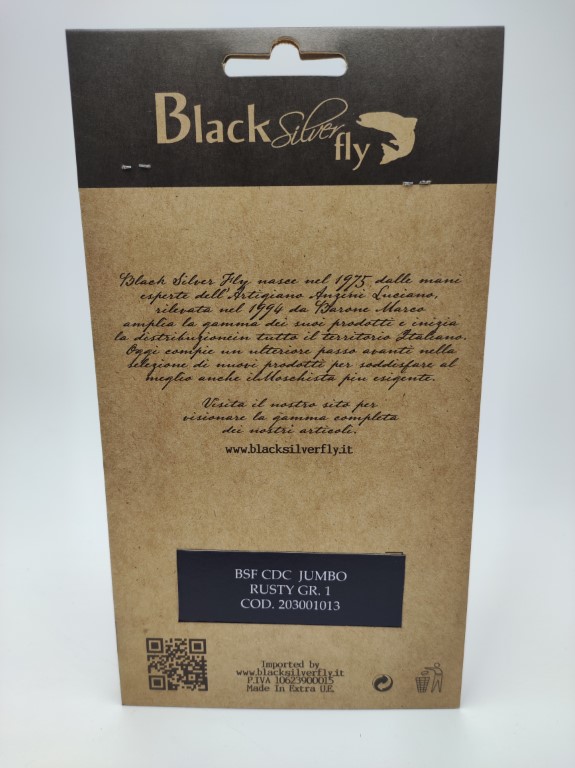 Black Silver fly
Black Silver Fly nasce nel 1975 dalle mani
esperte dell'Artigiano Anzini Luciano,
rilevata nel 1994 da Barone Marco
amplia la gamma dei suoi prodotti e inizia
la distribuzionein tutto il territorio Italiano.
Oggi compie un ulteriore passo avanti nella
selezione di nuovi prodotti per soddisfare al
meglio anche ilMoschista piu esigente.
Visita il nostro sito per
visionare la gamma completa
dei nostri articoli.
www.blacksilverfly.it
BSF CDC JUMBO
RUSTY GR. 1
COD. 203001013
Imported by
www.blacksilverfly.it
P.IVA 10623900015
Made In Extra U.E.